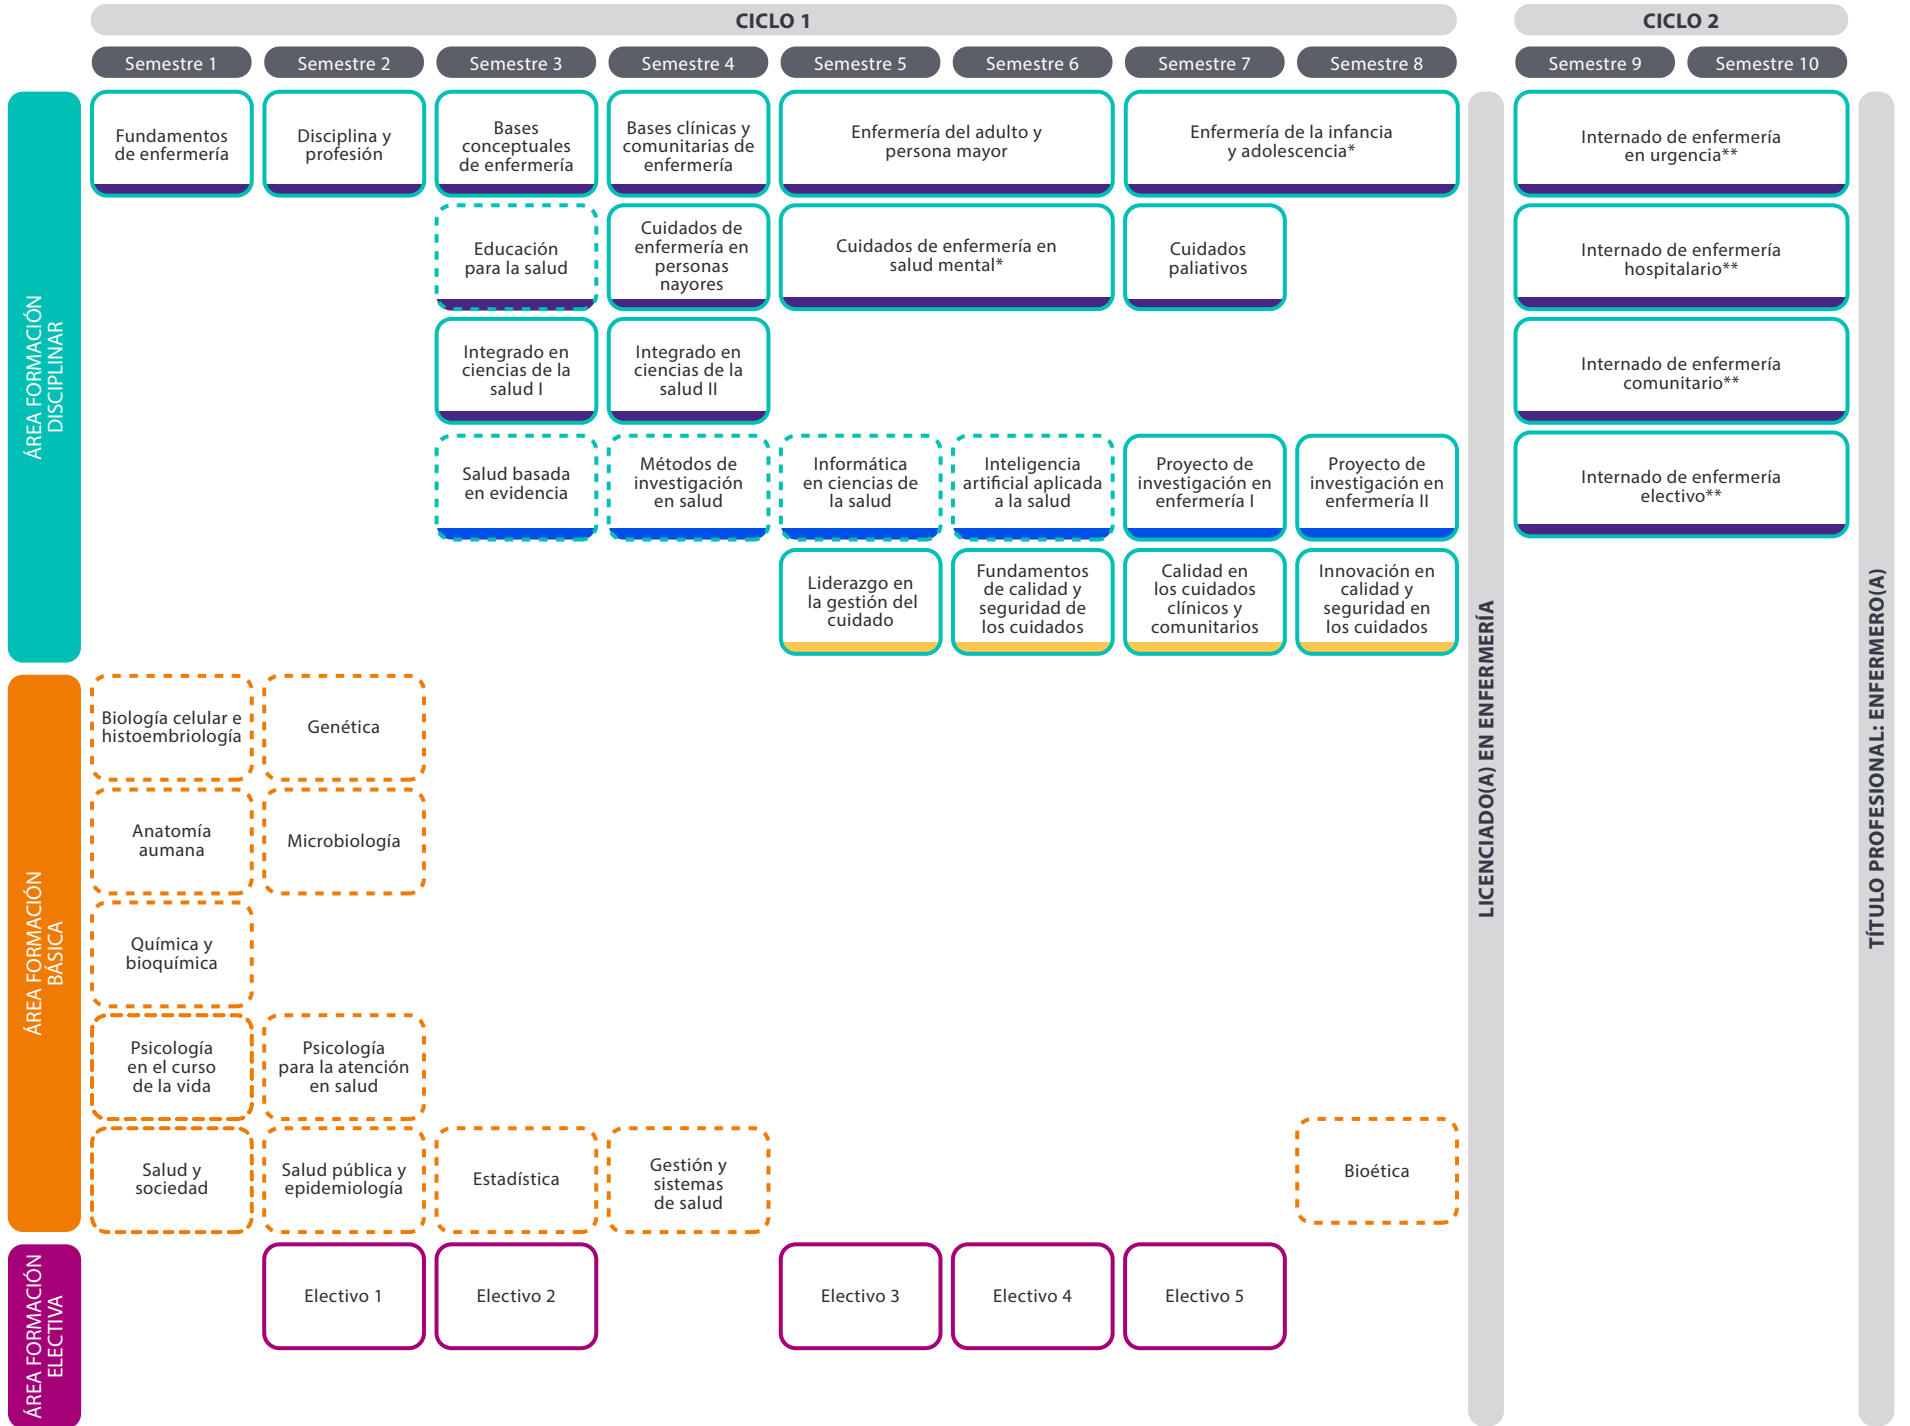 CICLO 1
CICLO 2
Semestre 1
Semestre 2
Semestre 3
Semestre 4
Semestre 5
Semestre 6
Semestre 7
Semestre 8
Semestre 9
Semestre 10
ÁREA FORMACIÓN
DISCIPLINAR
Fundamentos
de enfermería
Disciplina y
profesión
Bases
conceptuales
de enfermería
Bases clínicas y
comunitarias de
enfermería
Enfermería del adulto y
persona mayor
Enfermería de la infancia
y adolescencia*
Internado de enfermería
en urgencia**
Educación
para la salud
Cuidados de
enfermería en
personas
nayores
Cuidados de enfermería en
salud mental*
Cuidados
paliativos
Internado de enfermería
hospitalario**
Integrado en
ciencias de la
salud I
Integrado en
ciencias de la
salud II
Internado de enfermería
comunitario**
Salud basada
en evidencia
Métodos de
investigación
en salud
Informática
en ciencias de
la salud
Inteligencia
artificial aplicada
a la salud
Proyecto de
investigación en
enfermería I
Proyecto de
investigación en
enfermería II
Internado de enfermería
electivo**
Liderazgo en
la gestión del
cuidado
Fundamentos
de calidad y
seguridad de
los cuidados
Calidad en
los cuidados
clínicos y
comunitarios
Innovación en
calidad y
seguridad en
los cuidados
LICENCIADO(A) EN ENFERMERÍA
TÍTULO PROFESIONAL: ENFERMERO(A)
ÁREA FORMACIÓN
BÁSICA
Biología celular e
histoembriología
Genética
Anatomía
aumana
Microbiología
Química y
bioquímica
Psicología
en el curso
de la vida
Psicología
para la atención
en salud
Salud y
sociedad
Salud pública y
epidemiología
Estadística
Gestión y
sistemas
de salud
Bioética
ÁREA FORMACIÓN
ELECTIVA
Electivo 1
Electivo 2
Electivo 3
Electivo 4
Electivo 5